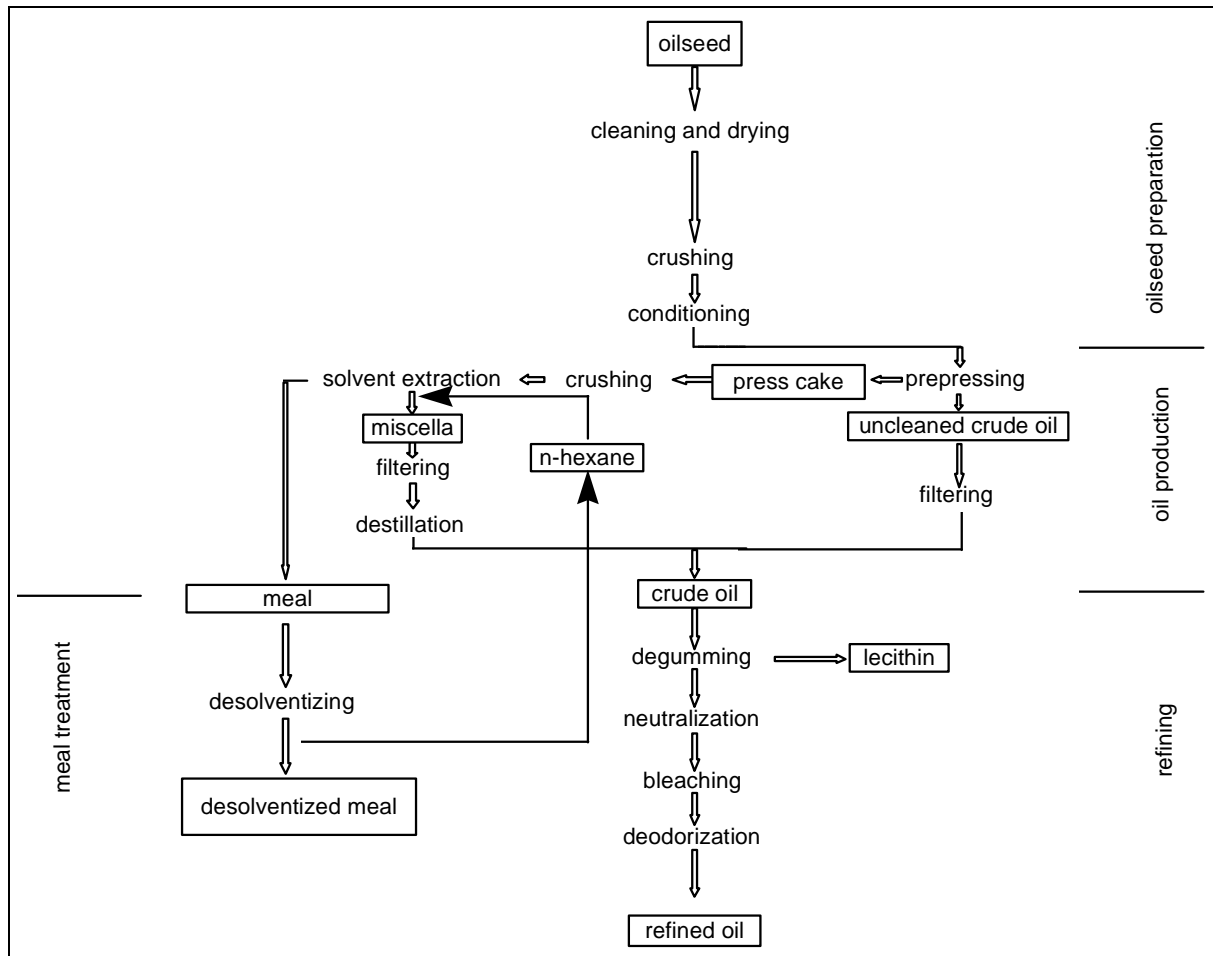 oilseed
cleaning and drying
crushing
conditioning
oilseed preparation
solvent extraction
crushing
press cake
prepressing
miscella
n-hexane
uncleaned crude oil
filtering
filtering
destillation
oil production
meal
crude oil
degumming
lecithin
desolventizing
neutralization
bleaching
desolventized meal
deodorization
refined oil
meal treatment
refining